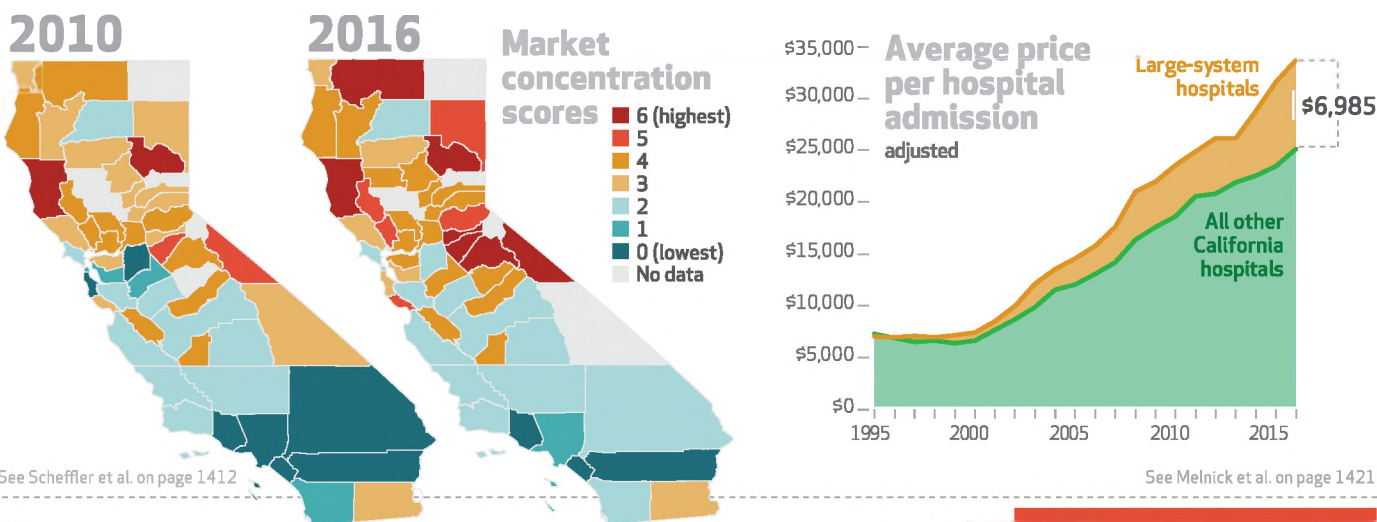 2010
2016
Market
concentration
scores
6 (highest)
5
4
3
2
1
0 (lowest)
No data
See Scheffler et al. on page 1412
Average price
per hospital
admission
adjusted
$35,000
$30,000
$25,000
$20,000
$15,000
$10,000
$5,000
$0
1995
2000
2005
2010
2015
Large-system
hospitals
$6,985
All other
California
hospitals
See Melnick et al. on page 1421